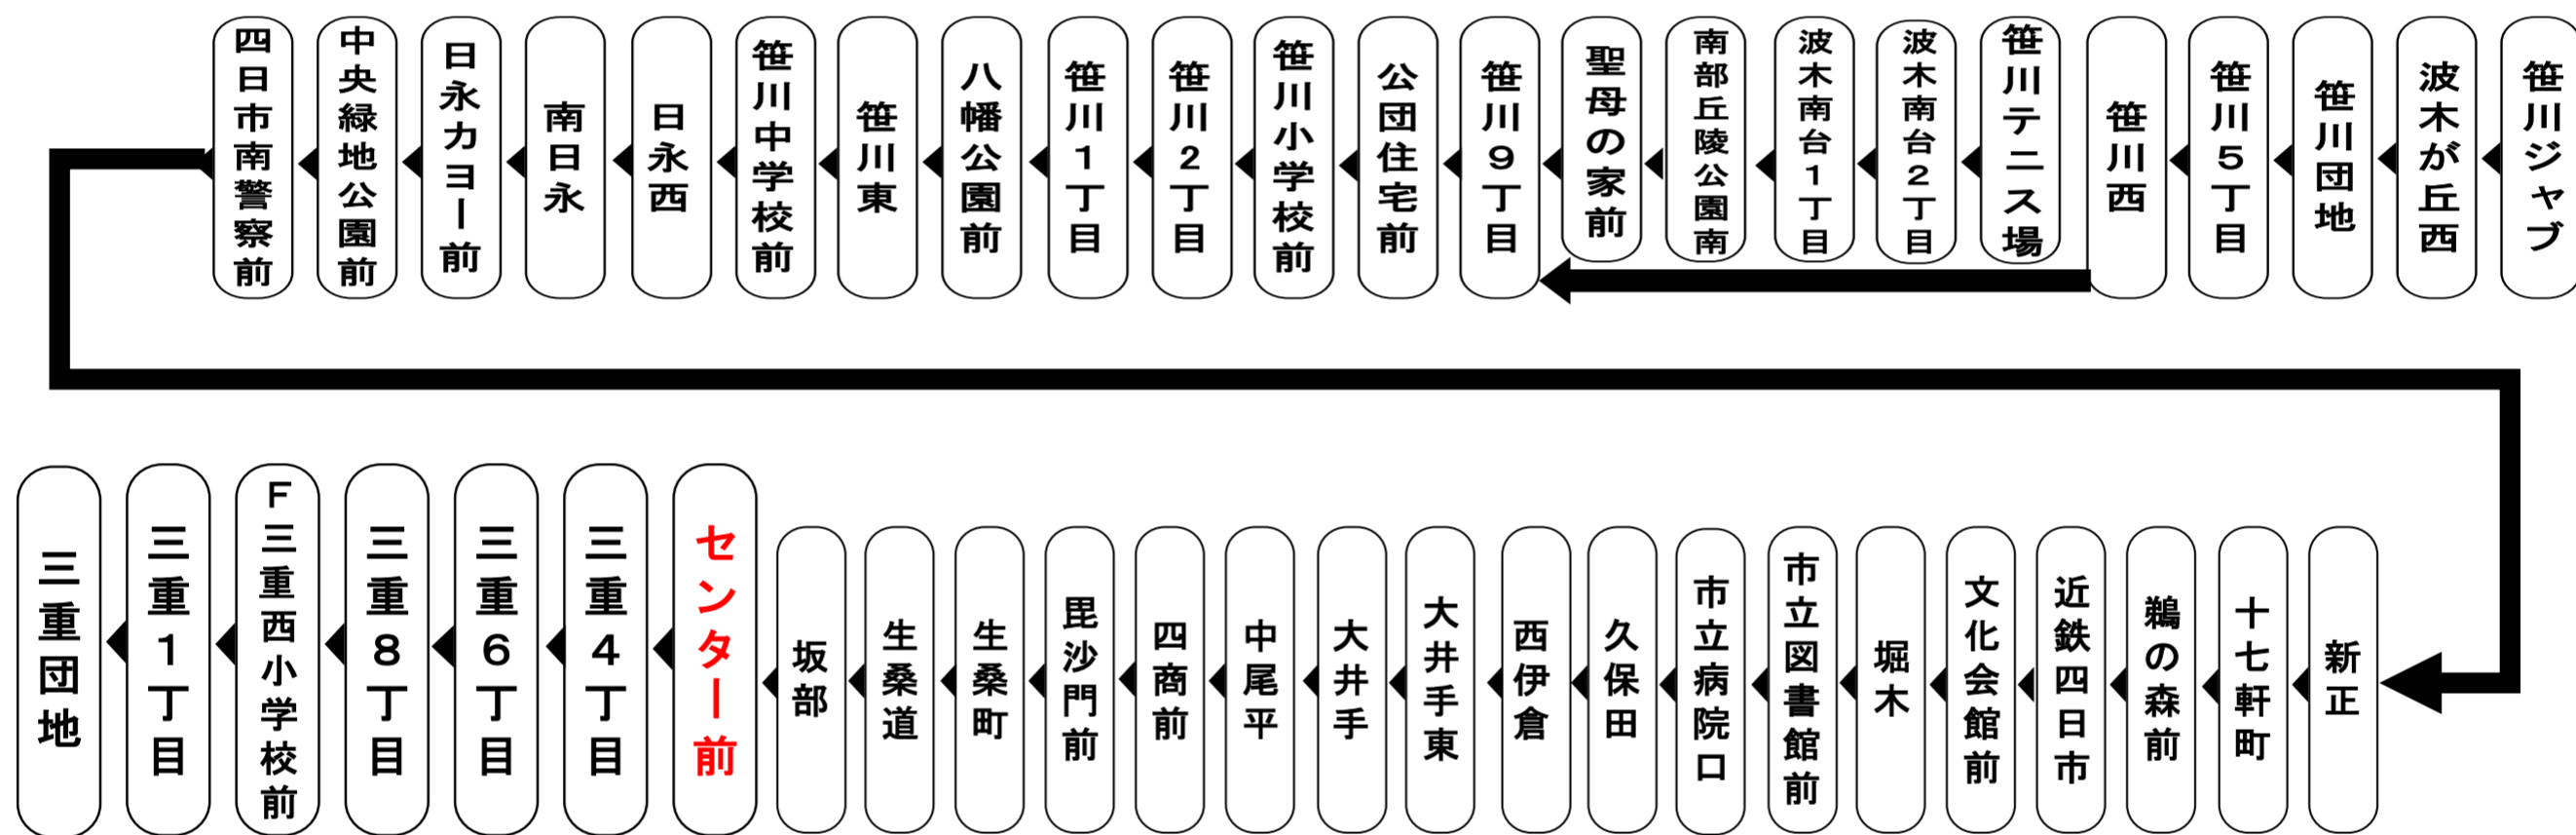 笹川ジャブ
波木が丘西
笹川団地
笹川5丁目
笹川西
笹川テニス場
波木南台2丁目
波木南台1丁目
南部丘陵公園南
聖母の家前
笹川9丁目
公団住宅前
笹川小学校前
笹川2丁目
笹川1丁目
八幡公園前
笹川東
笹川中学校前
日永西
南日永
日永カヨー前
中央緑地公園前
四日市南警察前
新正
十七軒町
鵜の森前
近鉄四日市
文化会館前
堀木
市立図書館前
市立病院口
久保田
西伊倉
大井手東
大井手
中尾平
四商前
毘沙門前
生桑町
生桑道
坂部
センター前
三重4丁目
三重6丁目
三重8丁目
F三重西小学校前
三重1丁目
三重団地